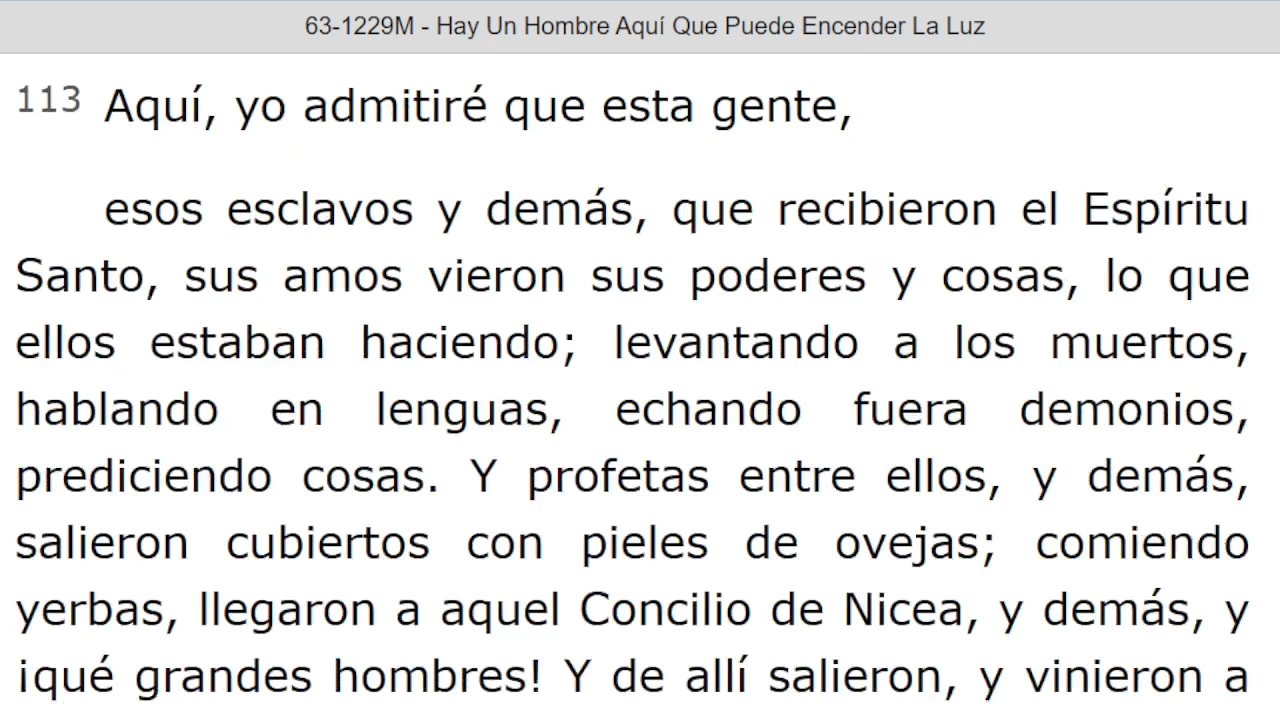 63-1229M - Hay Un Hombre Aquí Que Puede Encender La Luz
113 Aquí, yo admitiré que esta gente,
esos esclavos y demás, que recibieron el Espíritu
Santo, sus amos vieron sus poderes y cosas, lo que
ellos estaban haciendo; levantando a los muertos,
hablando en lenguas, echando fuera demonios,
prediciendo cosas. Y profetas entre ellos, y demás,
salieron cubiertos con pieles de ovejas; comiendo
yerbas, llegaron a aquel Concilio de Nicea, y demás, y
¡qué grandes hombres! Y de allí salieron, y vinieron a